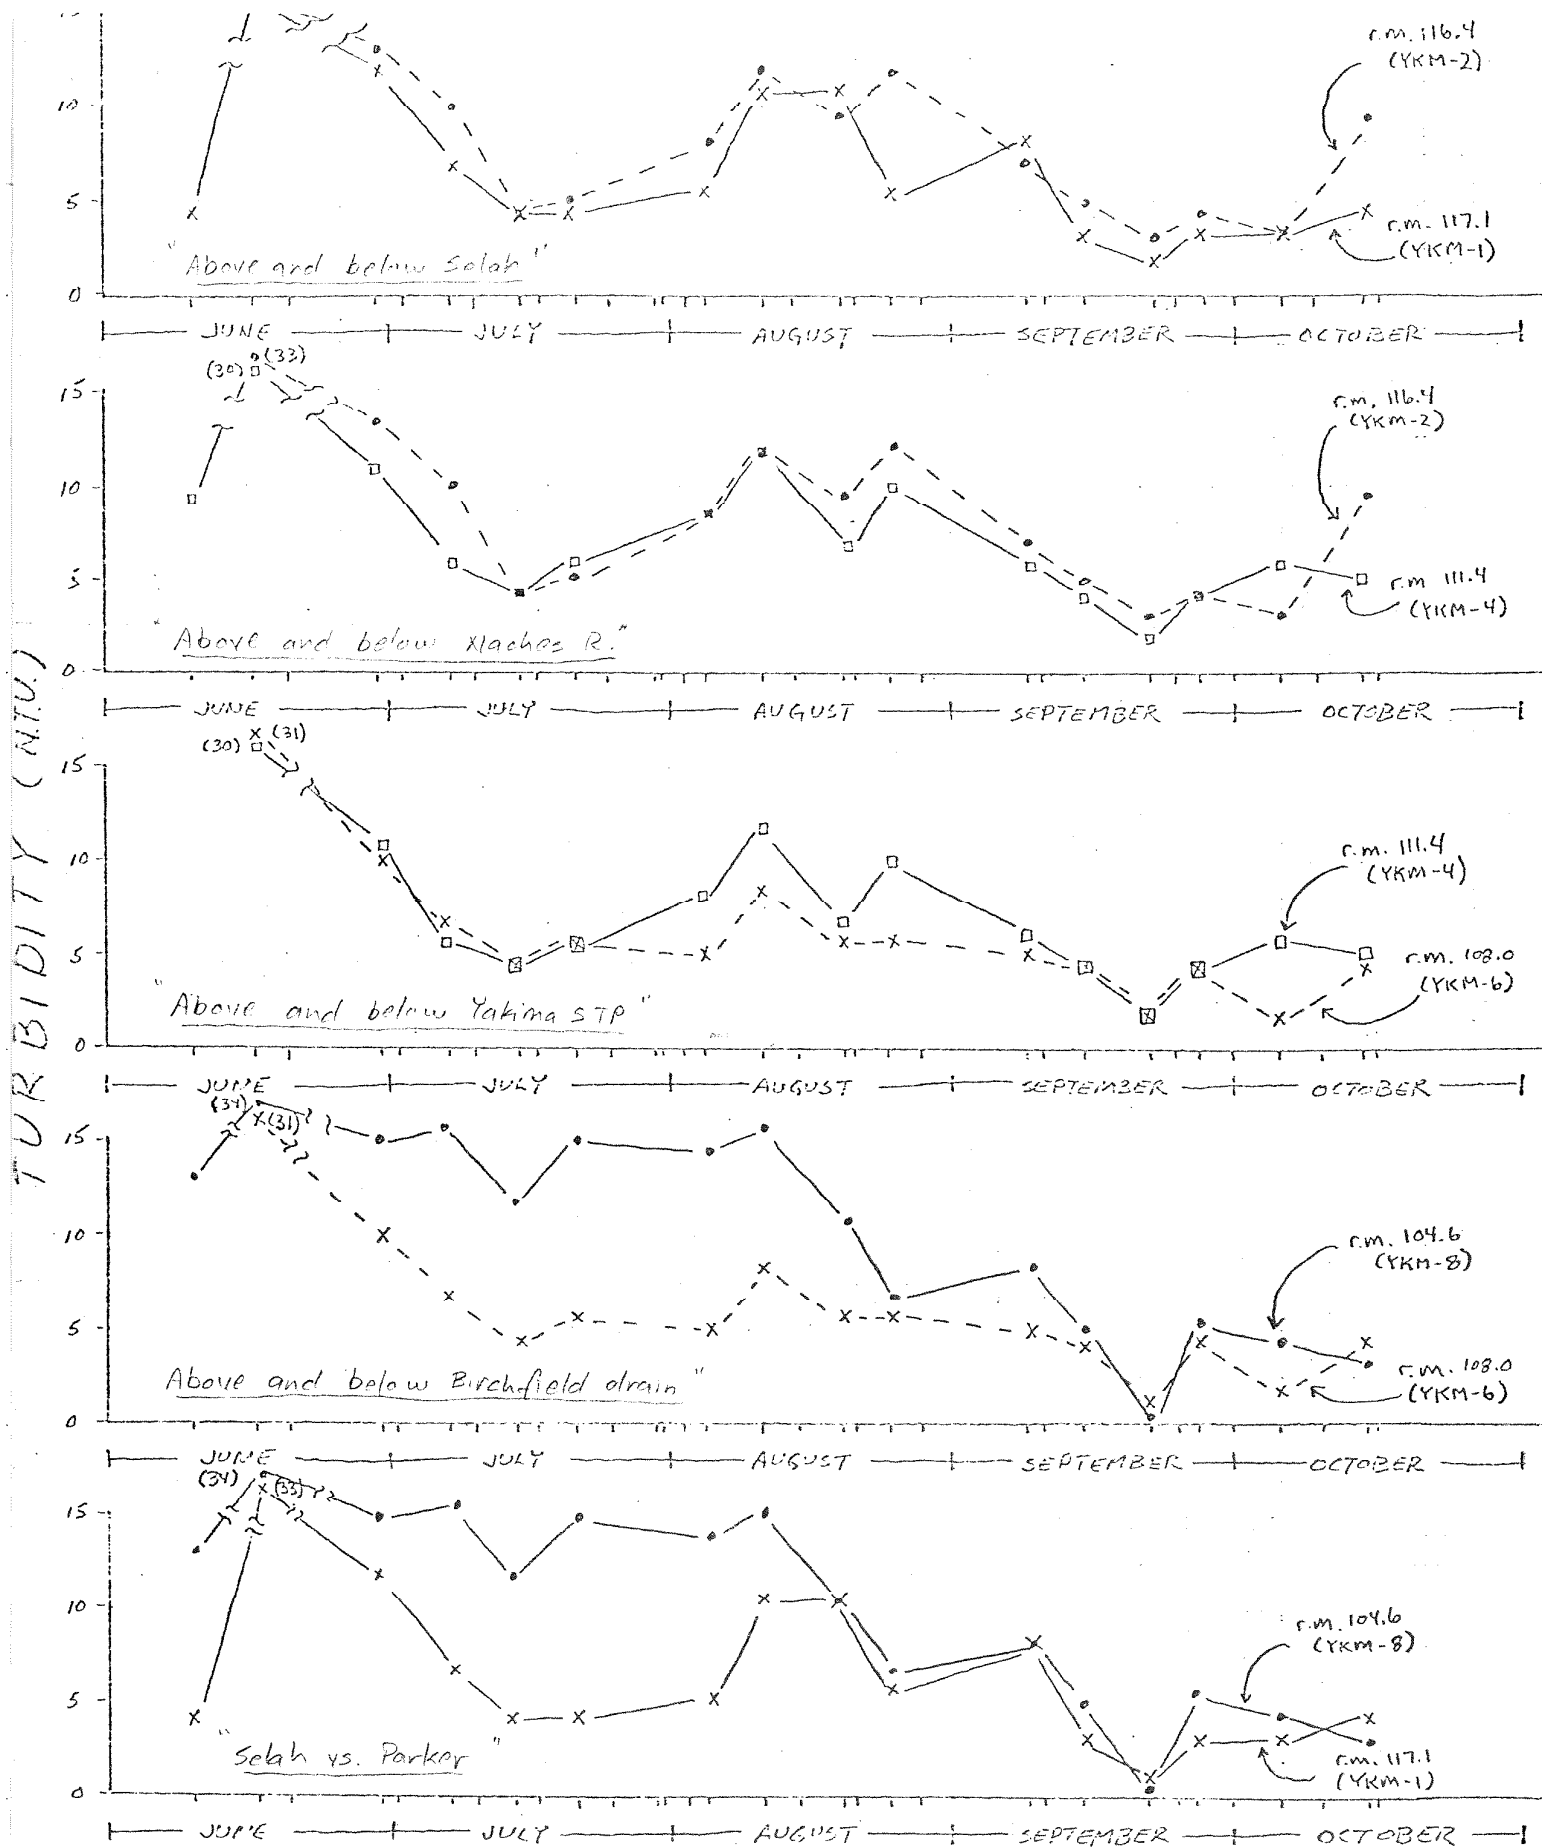 TURBIDITY (N.T.U.)
15
r.m. 116.4
(YKM-2)
10
5
r.m. 117.1
(YKM-1)
"Above and below Selah"
0
JUNE JULY AUGUST SEPTEMBER OCTOBER
(33)
(30)
15
r.m. 116.4
(YKM-2)
10
5
r.m 111.4
(YKM-4)
"Above and below Naches R."
0
JUNE JULY AUGUST SEPTEMBER OCTOBER
(31)
(30)
15
10
r.m. 111.4
(YKM-4)
5
r.m. 108.0
(YKM-6)
"Above and below Yakima STP"
0
JUNE JULY AUGUST SEPTEMBER OCTOBER
(34)
(31)
15
10
r.m. 104.6
(YKM-8)
5
Above and below Birchfield drain"
r.m. 108.0
(YKM-6)
0
JUNE JULY AUGUST SEPTEMBER OCTOBER
(34)
(33)
15
10
r.m. 104.6
(YKM-8)
5
"Selah vs. Parker"
r.m. 117.1
(YKM-1)
0
JUNE JULY AUGUST SEPTEMBER OCTOBER